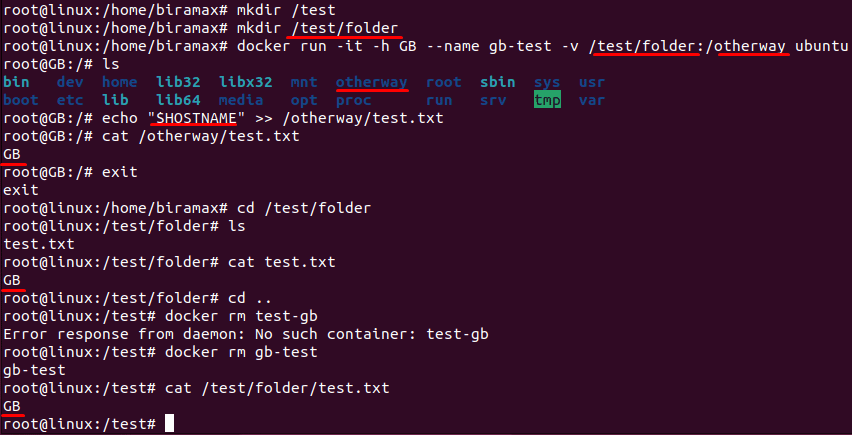 root@linux:/home/biramax# mkdir /test
root@linux:/home/biramax# mkdir /test/folder
root@linux:/home/biramax# docker run -it -h GB --name gb-test -v /test/folder:/otherway ubuntu
root@GB:/# ls
bin   dev  home  lib32  libx32  mnt  otherway  root  sbin  sys  usr
boot  etc  lib   lib64  media   opt  proc      run   srv   tmp  var
root@GB:/# echo "$HOSTNAME" >> /otherway/test.txt
root@GB:/# cat /otherway/test.txt
GB
root@GB:/# exit
exit
root@linux:/home/biramax# cd /test/folder
root@linux:/test/folder# ls
test.txt
root@linux:/test/folder# cat test.txt
GB
root@linux:/test/folder# cd ..
root@linux:/test# docker rm test-gb
Error response from daemon: No such container: test-gb
root@linux:/test# docker rm gb-test
gb-test
root@linux:/test# cat /test/folder/test.txt
GB
root@linux:/test#